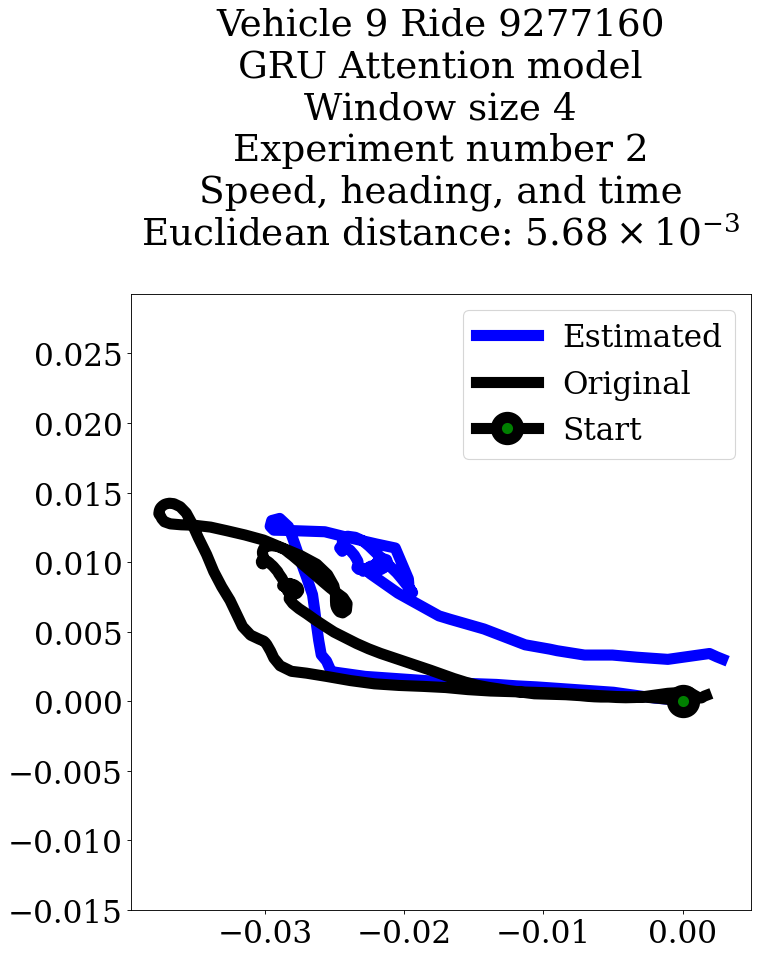 Vehicle 9 Ride 9277160
GRU Attention model
Window size 4
Experiment number 2
Speed, heading, and time
Euclidean distance: 5.68 × 10⁻³
Estimated
Original
Start
0.025
0.020
0.015
0.010
0.005
0.000
−0.005
−0.010
−0.015
−0.03 −0.02 −0.01 0.00